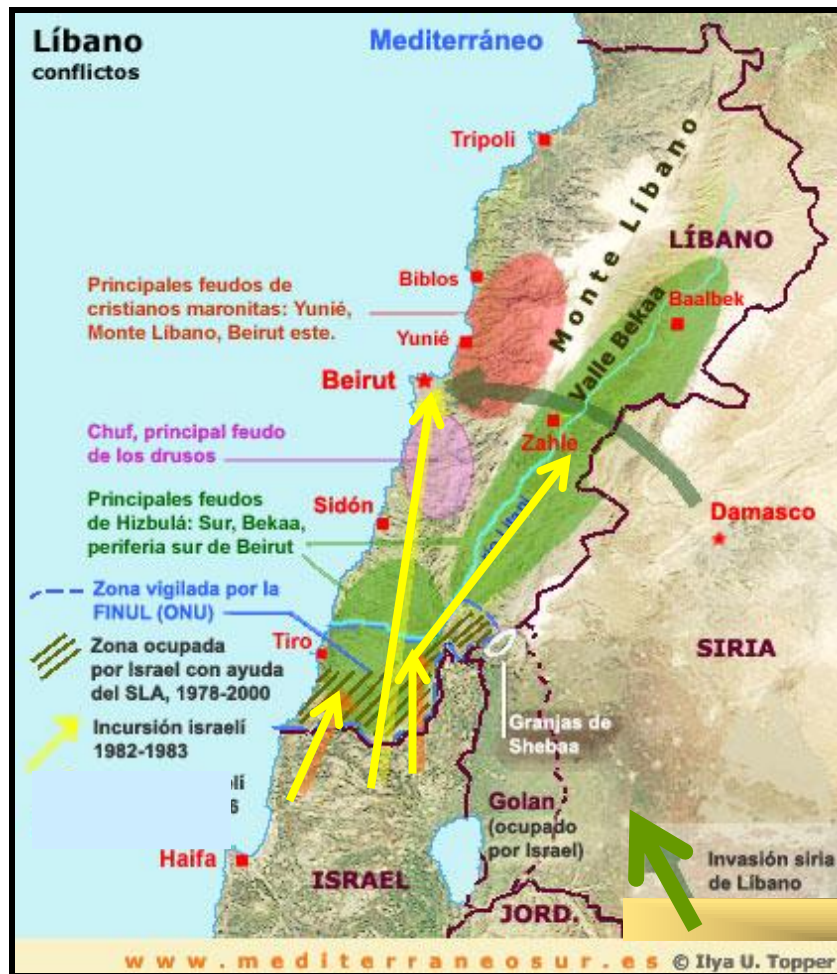 Líbano
conflictos
Mediterráneo
Tripoli
Monte Líbano
LÍBANO
Principales feudos de
cristianos maronitas: Yunié,
Monte Líbano, Beirut este.
Biblos
Baalbek
Yunié
Valle Bekaa
Beirut
Chuf, principal feudo
de los drusos
Zahle
Principales feudos
de Hizbulá: Sur, Bekaa,
periferia sur de Beirut
Sidón
Damasco
Litani
Zona vigilada por la
FINUL (ONU)
Tiro
Zona ocupada
por Israel con ayuda
del SLA, 1978-2000
SIRIA
Incursión israelí
1982-1983
Granjas de
Shebaa
lí
6
Golan
(ocupado
por Israel)
Haifa
ISRAEL
Invasión siria
de Líbano
JORD.
www.mediterraneosur.es © Ilya U. Topper